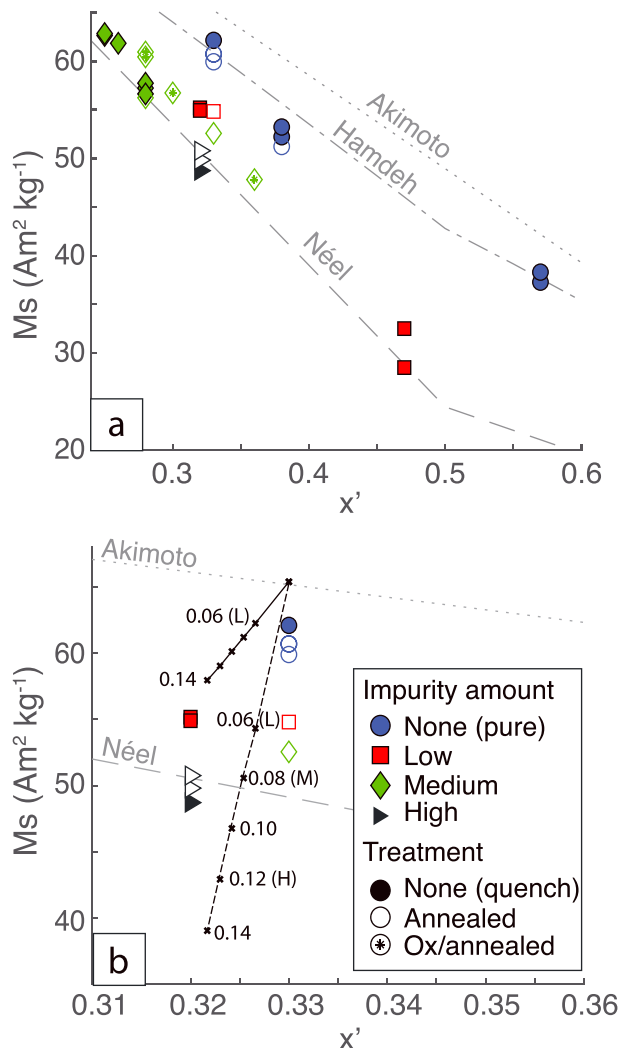 60
50
40
30
20
Ms (Am² kg⁻¹)
Akimoto
Hamdeh
Néel
a
0.3
0.4
0.5
0.6
x'
60
50
40
Ms (Am² kg⁻¹)
Akimoto
0.06 (L)
0.14
0.06 (L)
Néel
0.08 (M)
0.10
0.12 (H)
0.14
Impurity amount
None (pure)
Low
Medium
High
Treatment
None (quench)
Annealed
Ox/annealed
b
0.31
0.32
0.33
0.34
0.35
0.36
x'